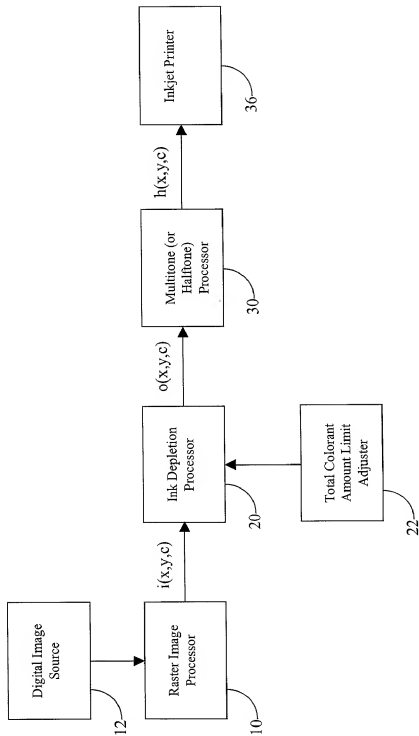 Digital Image
Source
12
Raster Image
Processor
10
i(x,y,c)
Ink Depletion
Processor
20
Total Colorant
Amount Limit
Adjuster
22
o(x,y,c)
Multitone (or
Halftone)
Processor
30
h(x,y,c)
Inkjet Printer
36